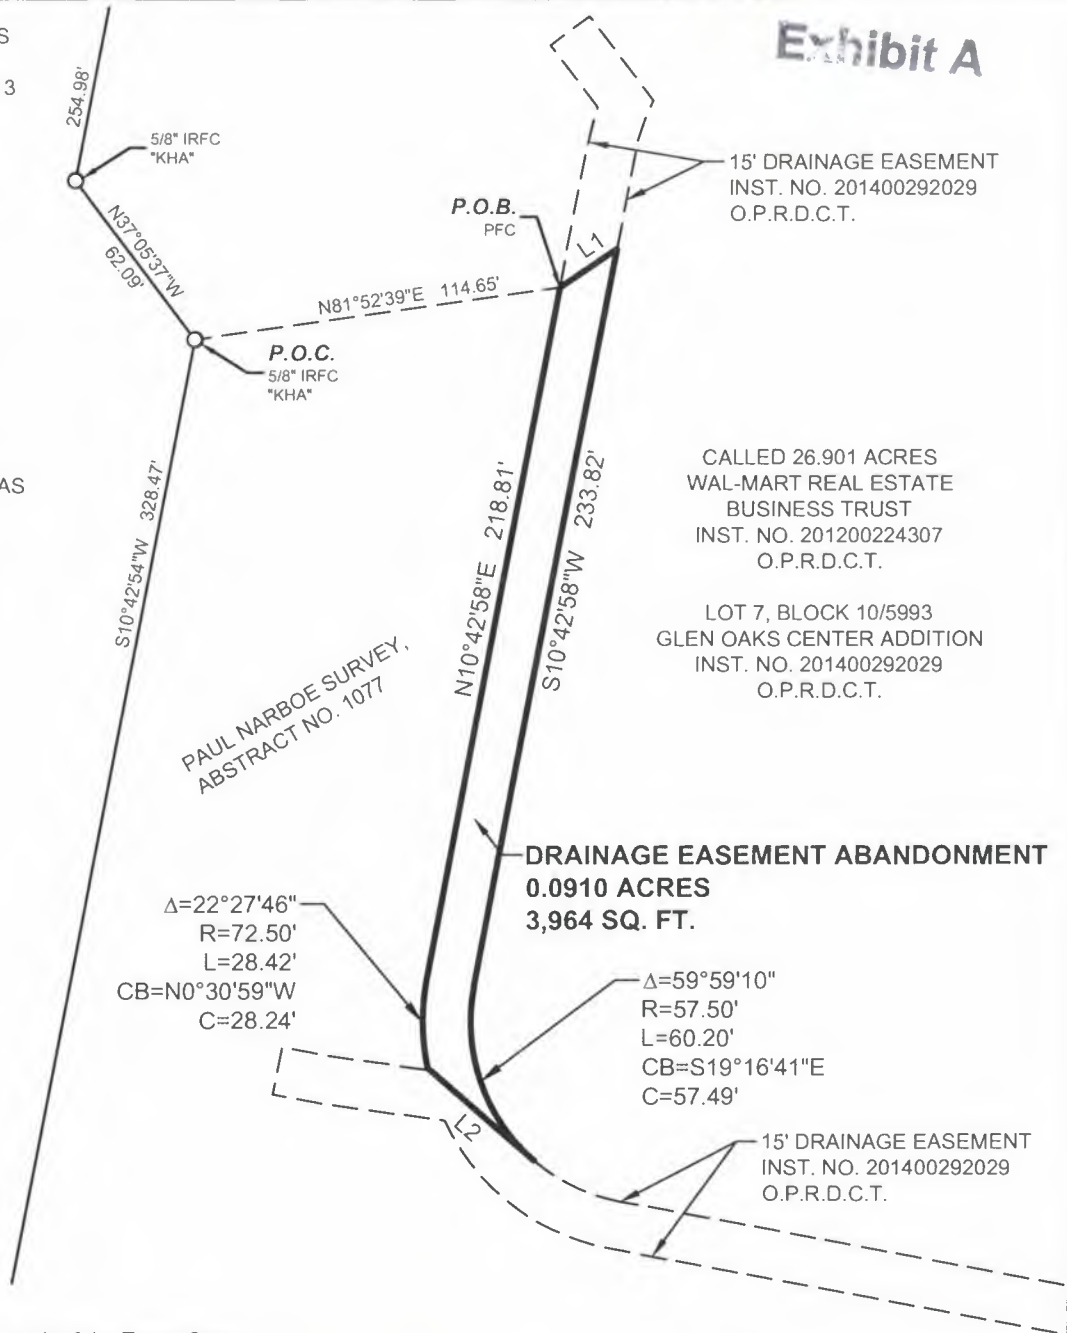 Exhibit A
S
3
254.98'
5/8" IRFC
"KHA"
N37°05'37"W
62.09'
15' DRAINAGE EASEMENT
INST. NO. 201400292029
O.P.R.D.C.T.
P.O.B.
PFC
L1
N81°52'39"E 114.65'
P.O.C.
5/8" IRFC
"KHA"
AS
S10°42'54"W 328.47'
N10°42'58"E 218.81'
S10°42'58"W 233.82'
CALLED 26.901 ACRES
WAL-MART REAL ESTATE
BUSINESS TRUST
INST. NO. 201200224307
O.P.R.D.C.T.
LOT 7, BLOCK 10/5993
GLEN OAKS CENTER ADDITION
INST. NO. 201400292029
O.P.R.D.C.T.
PAUL NARBOE SURVEY,
ABSTRACT NO. 1077
DRAINAGE EASEMENT ABANDONMENT
0.0910 ACRES
3,964 SQ. FT.
Δ=22°27'46"
R=72.50'
L=28.42'
CB=N0°30'59"W
C=28.24'
Δ=59°59'10"
R=57.50'
L=60.20'
CB=S19°16'41"E
C=57.49'
L2
15' DRAINAGE EASEMENT
INST. NO. 201400292029
O.P.R.D.C.T.